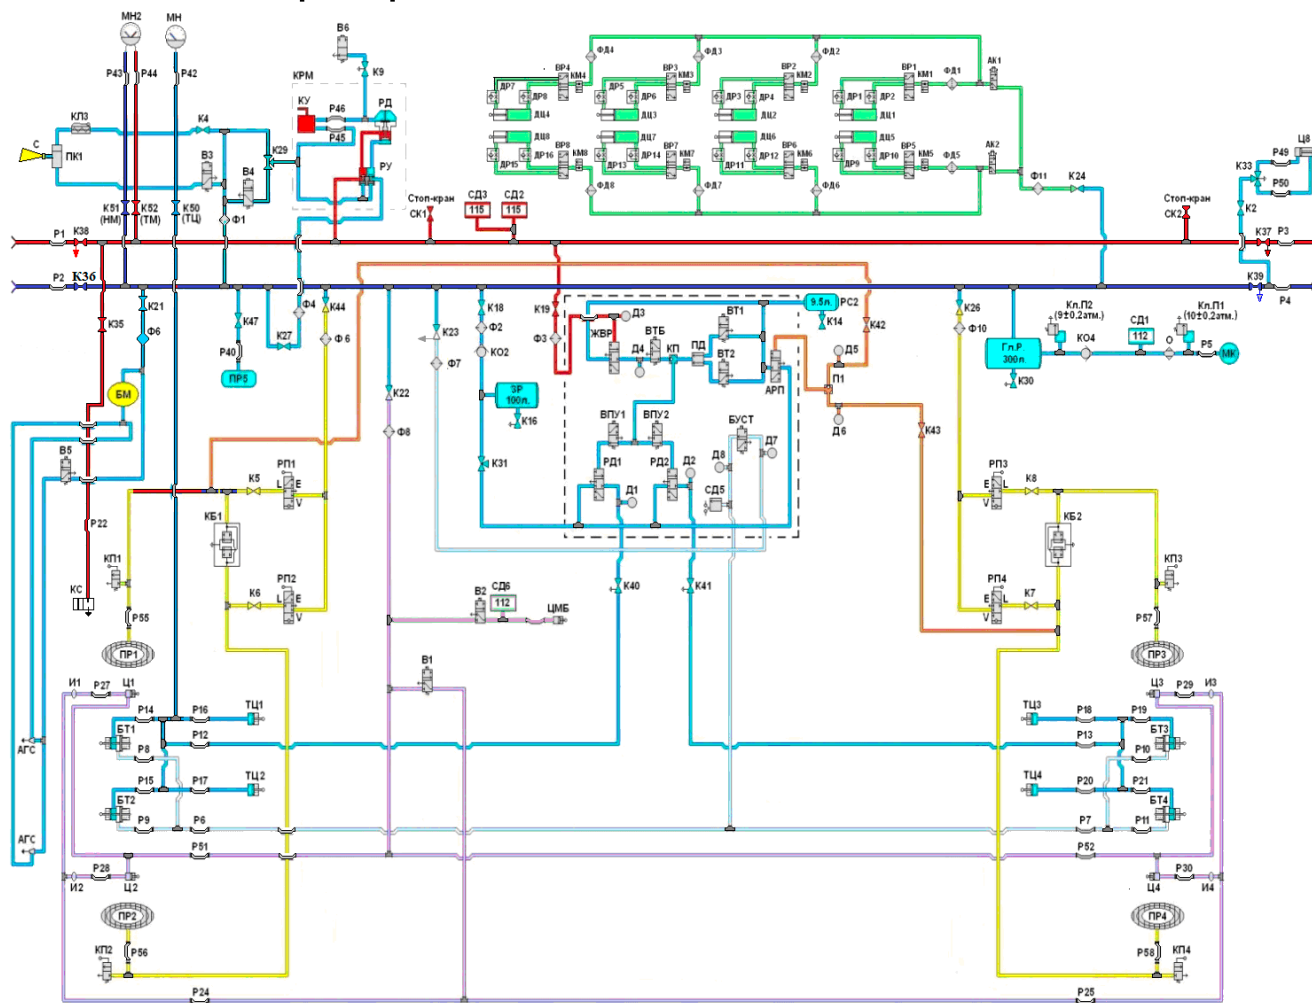 МН2
МН
В6
К9
Р43
Р44
Р42
КРМ
КУ
Р46
Р45
РД
РУ
КЛ3
К4
С
ПК1
В3
В4
К29
К51
(НМ)
К52
(ТМ)
К50
(ТЦ)
Ф1
ФД4
ФД3
ФД2
ВР4
КМ4
ВР3
КМ3
ВР2
КМ2
ВР1
КМ1
ФД1
АК1
ДР7
ДР8
ДЦ4
ДР5
ДР6
ДЦ3
ДР3
ДР4
ДЦ2
ДР1
ДР2
ДЦ1
ДЦ8
ДЦ7
ДЦ6
ДЦ5
ВР8
КМ8
ВР7
КМ7
ВР6
КМ6
ВР5
КМ5
ФД5
АК2
ДР15
ДР16
ДР13
ДР14
ДР11
ДР12
ДР9
ДР10
ФД8
ФД7
ФД6
Ф11
К24
Ц8
Р49
К33
Р50
К2
Стоп-кран
СК1
СД3
115
СД2
115
Стоп-кран
СК2
Р1
К38
К37
Р3
Р2
К36
К39
Р4
К21
К35
Ф6
К47
Р40
ПР5
К27
Ф4
К44
Ф 6
К23
Ф7
К22
Ф8
К18
Ф2
КО2
ЗР
100л.
К16
К31
К19
Ф3
9.5л.
РС2
К14
К42
Д3
ЖВР
ВТБ
Д4
КП
ПД
ВТ1
ВТ2
АРП
Д5
П1
Д6
К43
ВПУ1
ВПУ2
РД1
РД2
Д2
Д1
БУСТ
Д8
Д7
СД5
К26
Ф 10
Гл.Р
300л
К30
Кл.П2
(9±0,2атм.)
КО4
СД1
112
Кл.П1
(10±0,2атм.)
О
Р5
МК
БМ
В5
Р22
КС
КП1
Р55
ПР1
К5
РП1
L
E
V
КБ1
К6
РП2
L
E
V
К40
К41
В2
СД6
112
ЦМБ
В1
РП3
E
L
V
К8
КБ2
РП4
E
L
V
К7
КП3
Р57
ПР3
И1
Р27
Ц1
Р14
Р16
ТЦ1
БТ1
Р8
Р12
Р15
Р17
ТЦ2
БТ2
Р9
Р6
Р51
АГС
АГС
И2
Р28
Ц2
ПР2
КП2
Р56
Р24
Ц3
Р29
И3
ТЦ3
Р18
Р19
БТ3
Р13
Р10
ТЦ4
Р20
Р21
БТ4
Р7
Р11
Р52
Ц4
Р30
И4
ПР4
Р58
КП4
Р25